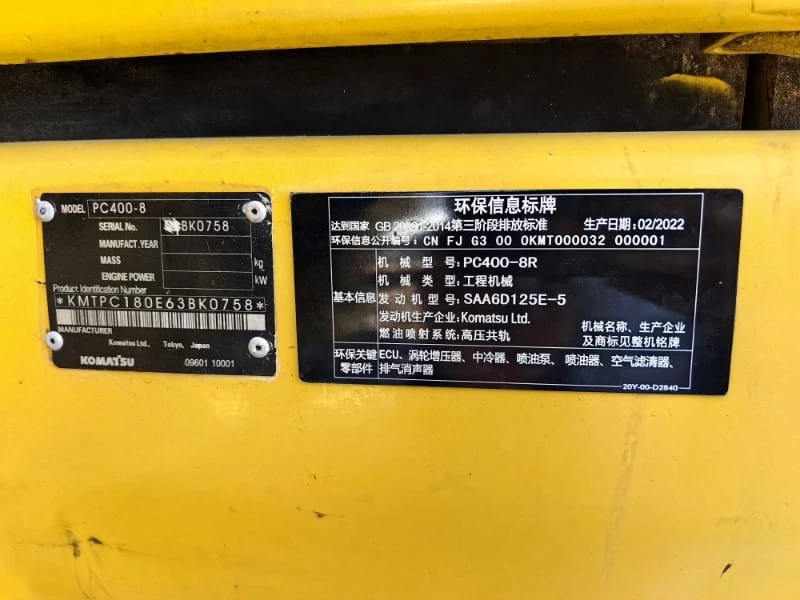 MODEL PC400-8
SERIAL No. BK0758
MANUFACT.YEAR
MASS kg
ENGINE POWER kW
Product Identification Number
*KMTPC180E63BK0758*
MANUFACTURER
Komatsu Ltd. Tokyo, Japan
KOMATSU 09601 10001
环保信息标牌
达到国家 GB 20891-2014第三阶段排放标准 生产日期:02/2022
环保信息公开编号: CN FJ G3 00 0KMT000032 000001
基本信息
机械型号: PC400-8R
机械类型: 工程机械
发动机型号: SAA6D125E-5
发动机生产企业: Komatsu Ltd.
燃油喷射系统: 高压共轨
机械名称、生产企业
及商标见整机铭牌
环保关键零部件
ECU、涡轮增压器、中冷器、喷油泵、喷油器、空气滤清器、
排气消声器
20Y-00-D2840